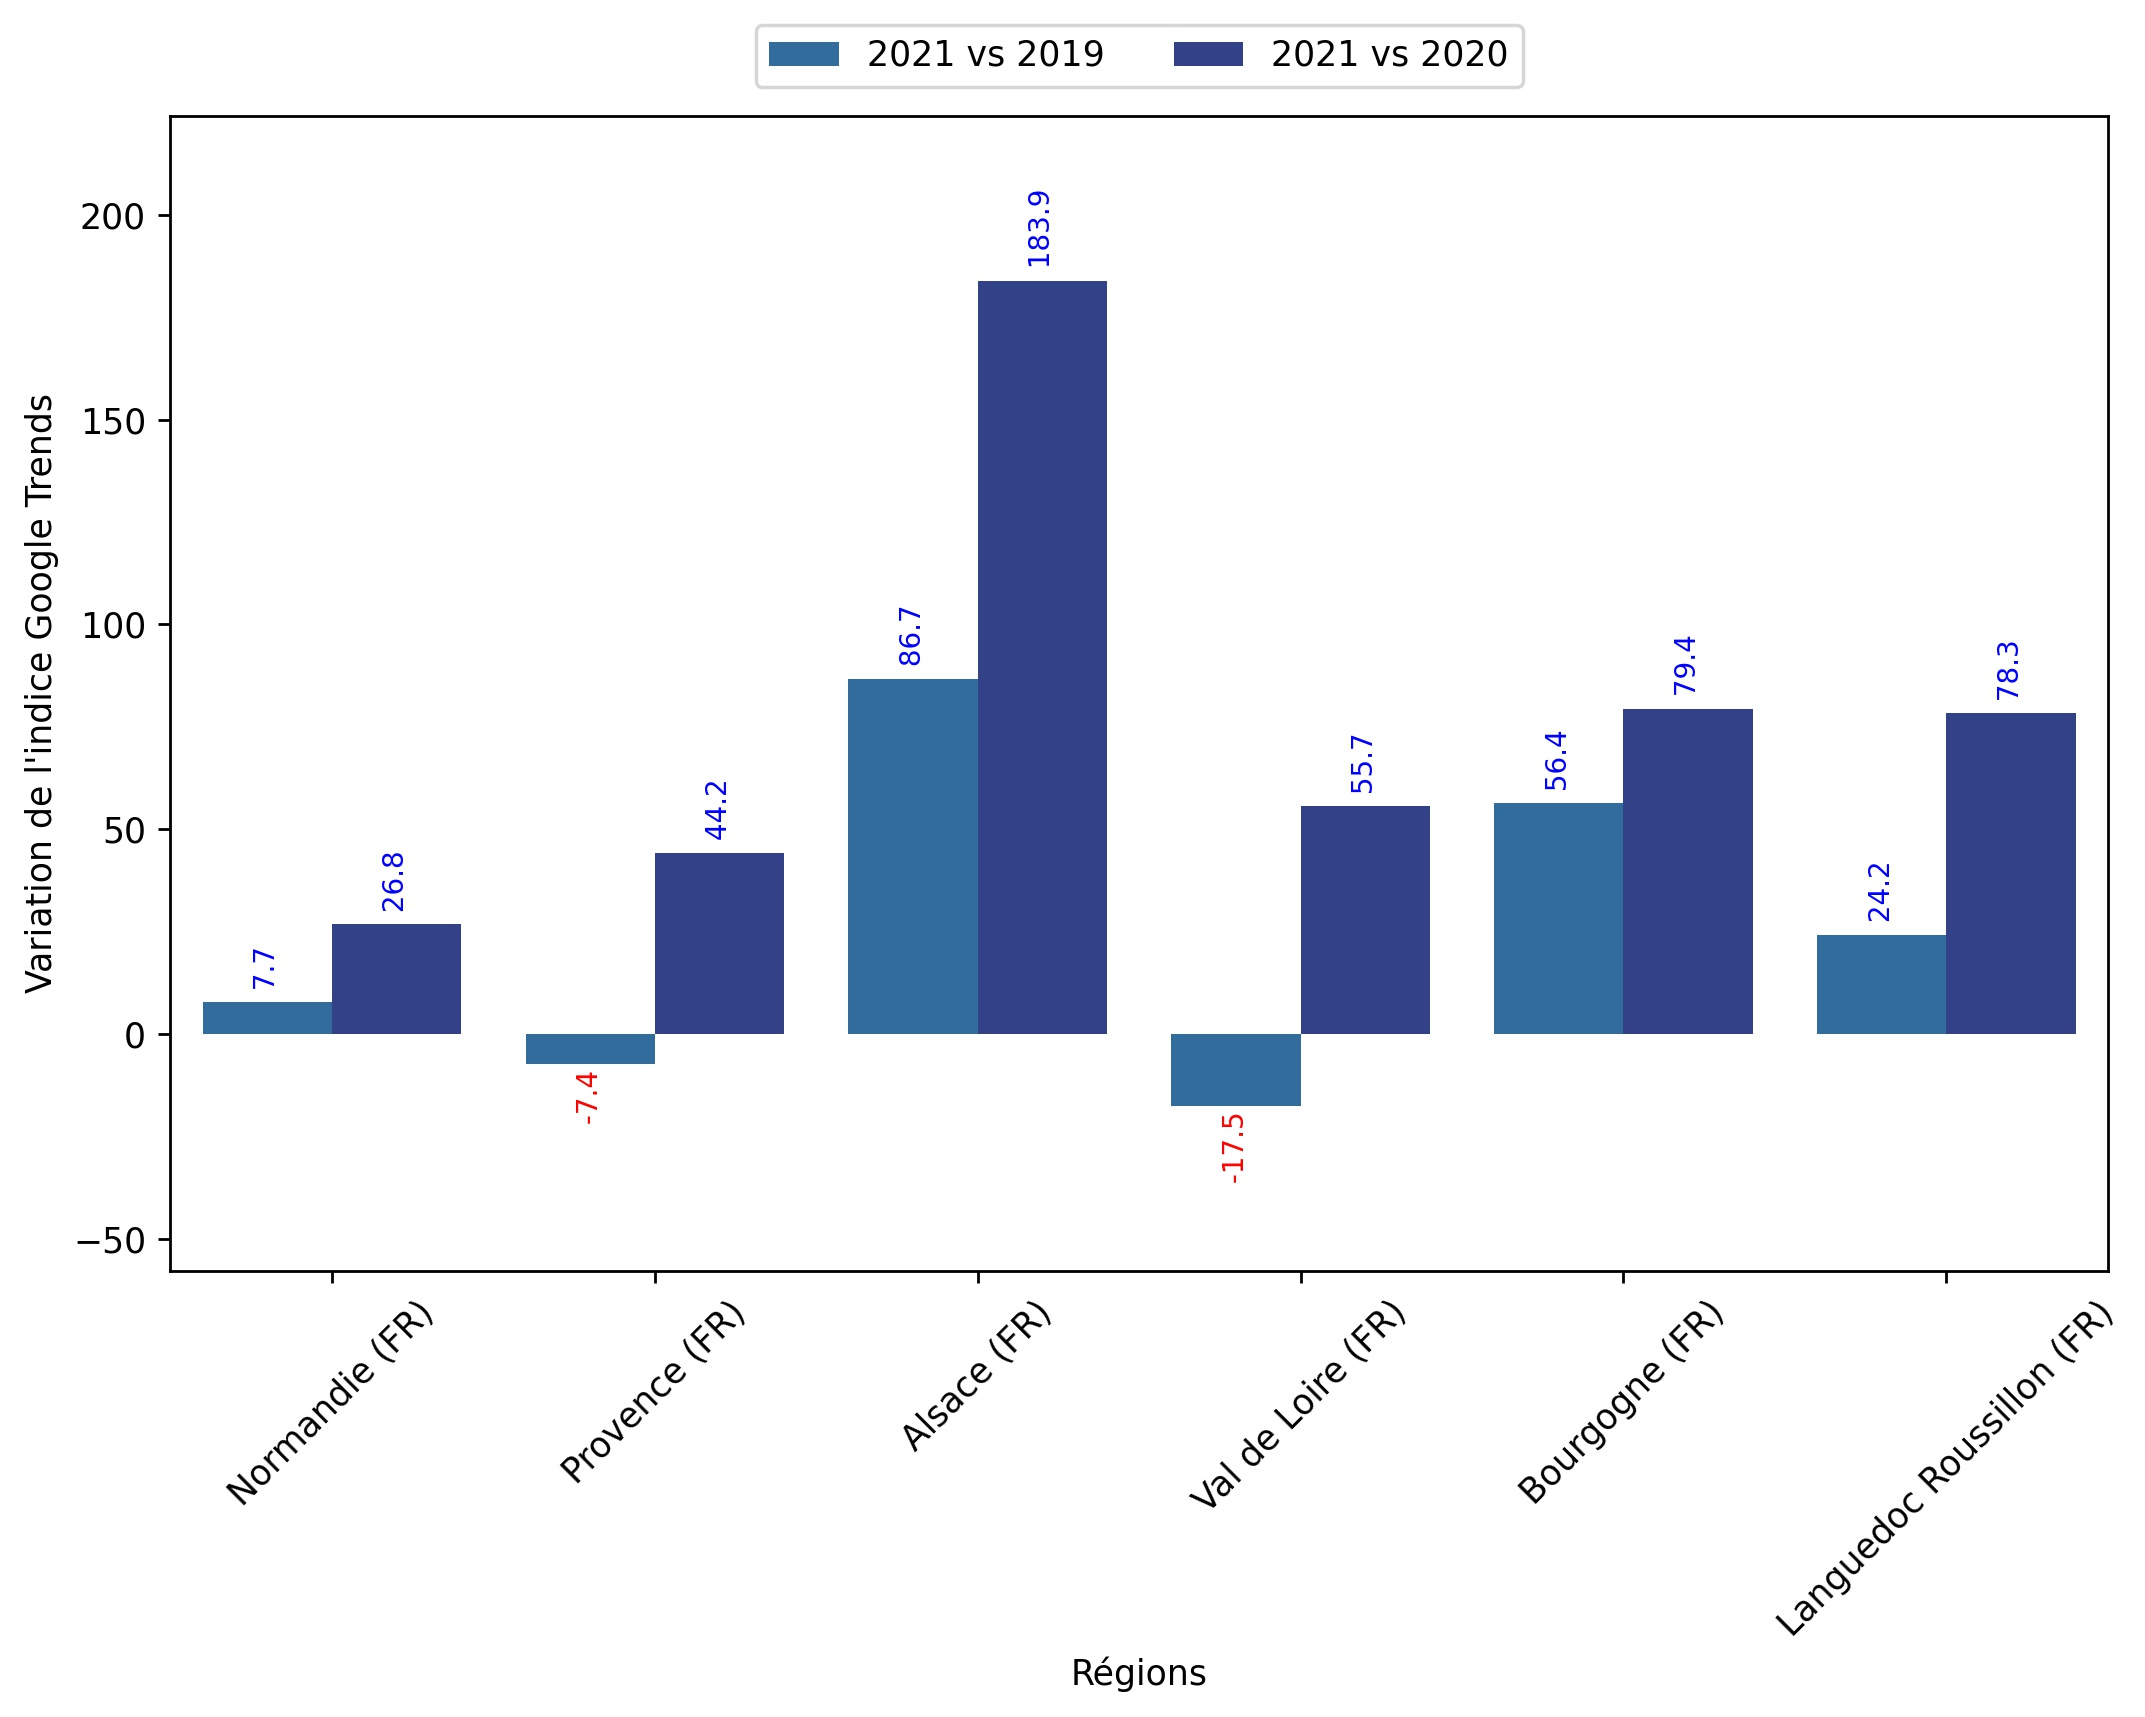 2021 vs 2019
2021 vs 2020
Variation de l'indice Google Trends
200
150
100
50
0
−50
7.7
26.8
-7.4
44.2
86.7
183.9
-17.5
55.7
56.4
79.4
24.2
78.3
Normandie (FR)
Provence (FR)
Alsace (FR)
Val de Loire (FR)
Bourgogne (FR)
Languedoc Roussillon (FR)
Régions